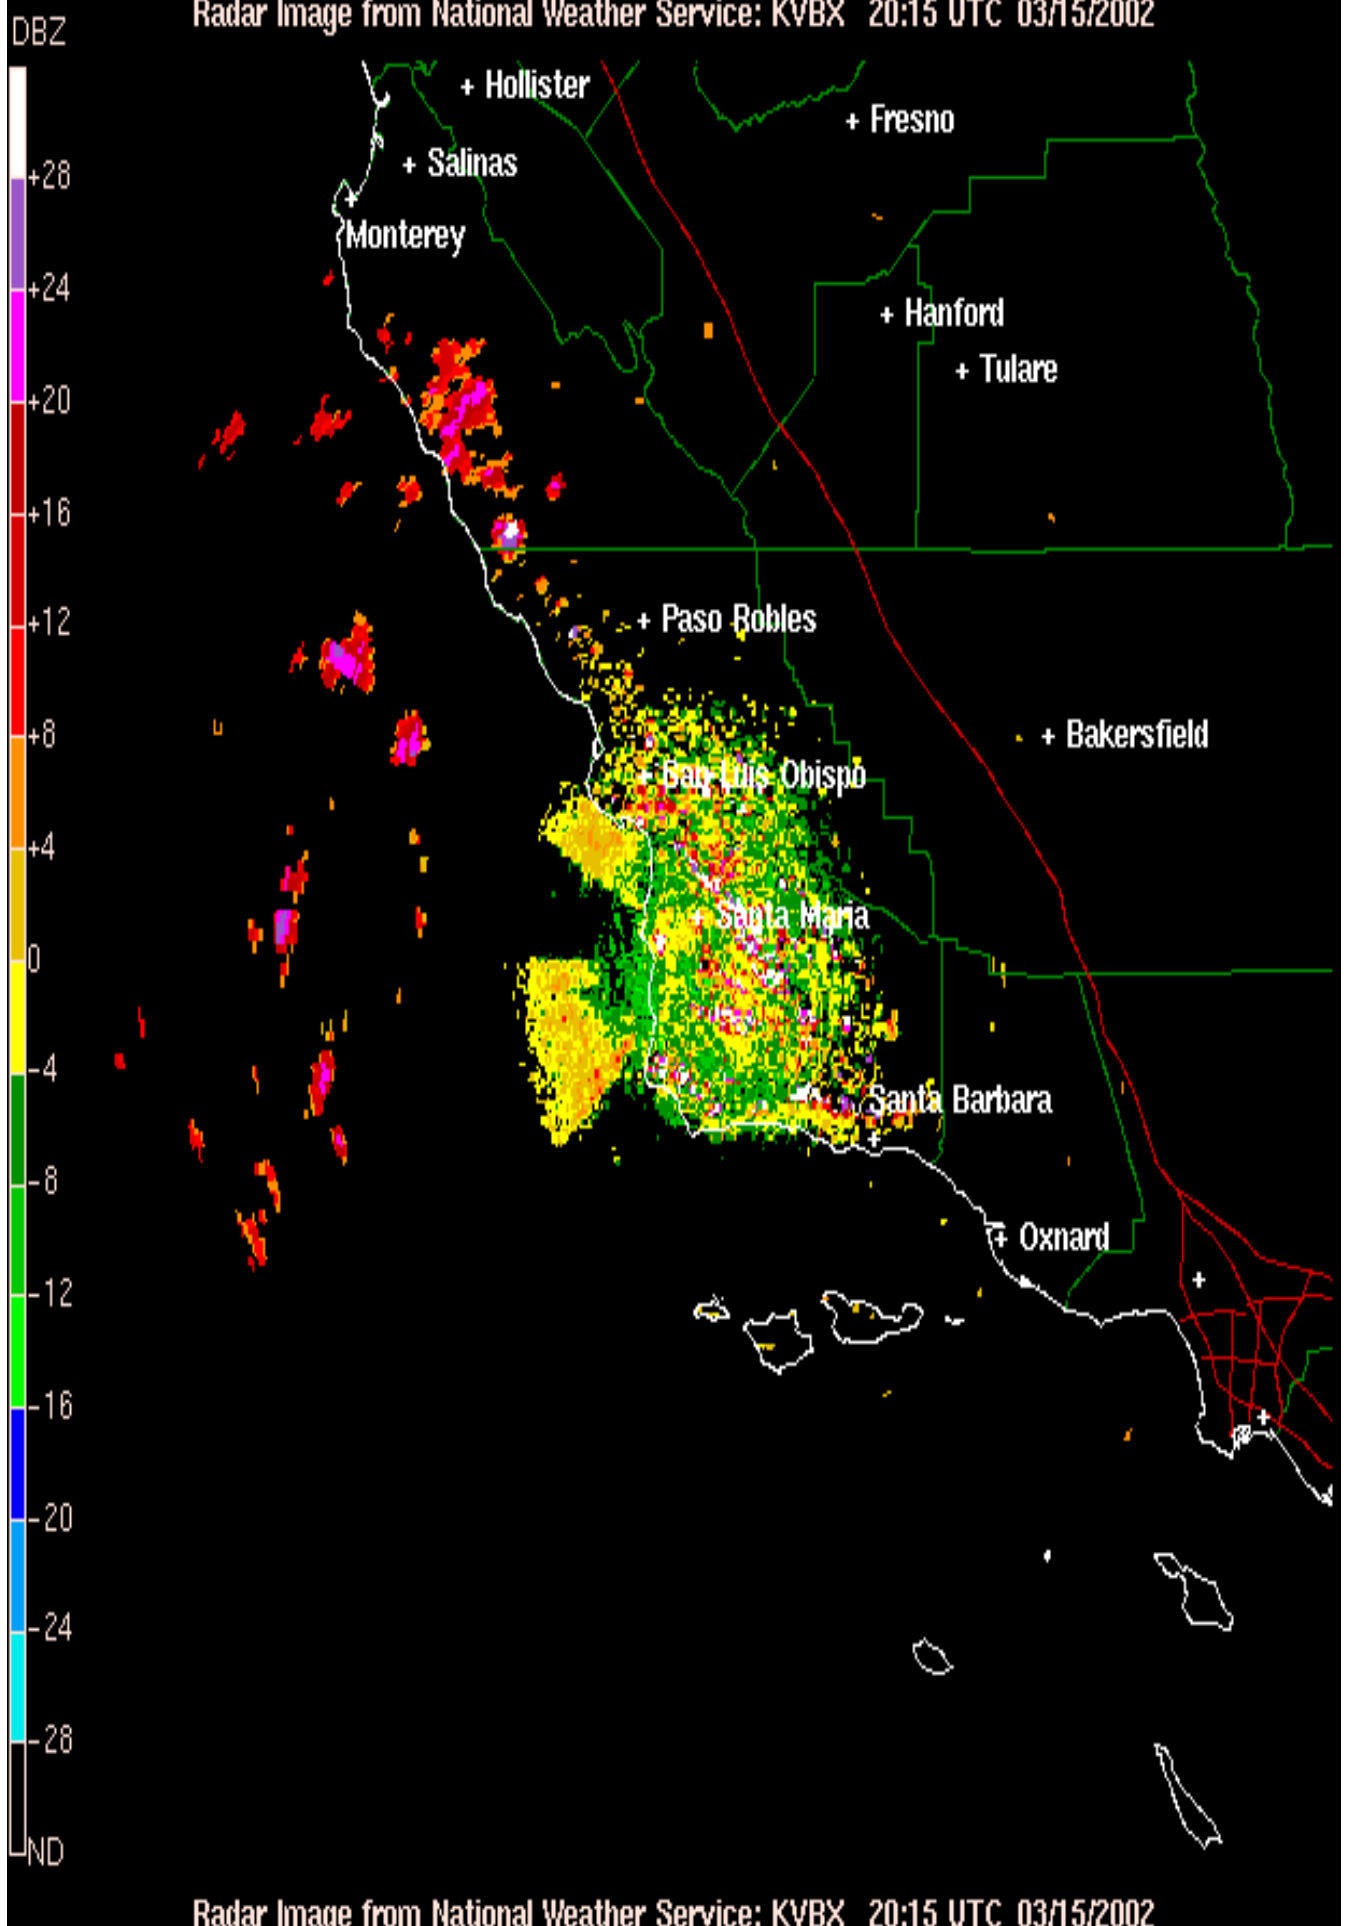 Radar Image from National Weather Service: KVBX 20:15 UTC 03/15/2002
DBZ
+ Hollister
+ Fresno
+ Salinas
+28
Monterey
+24
+ Hanford
+ Tulare
+20
+16
+12
+ Paso Robles
+8
+ Bakersfield
+ San Luis Obispo
+4
+ Santa Maria
0
-4
Santa Barbara
-8
+ Oxnard
-12
-16
-20
-24
-28
ND
Radar Image from National Weather Service: KVBX 20:15 UTC 03/15/2002